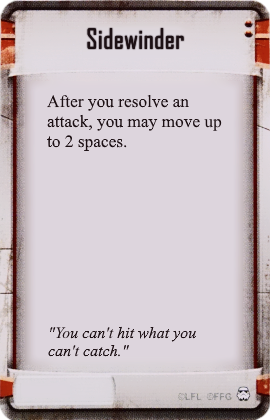 Sidewinder
After you resolve an
attack, you may move up
to 2 spaces.
"You can't hit what you
can't catch."
©LFL ©FFG